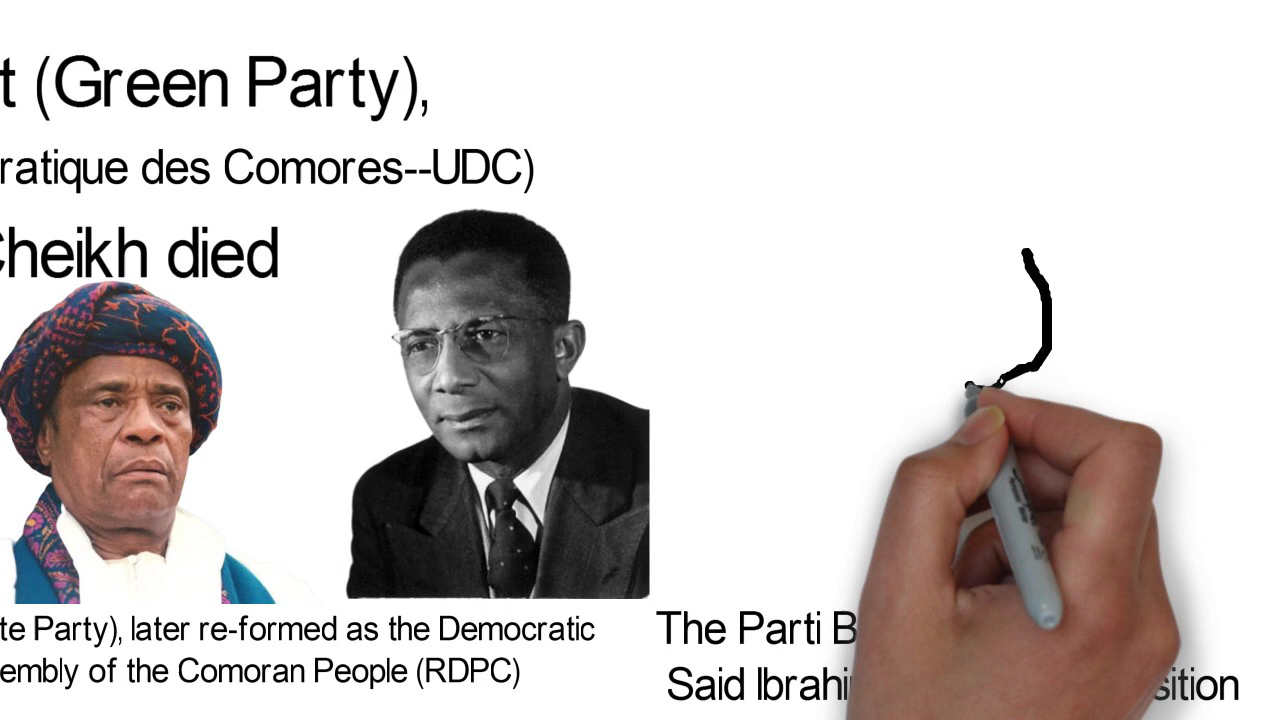 t (Green Party),
ratique des Comores--UDC)
Cheikh died
te Party), later re-formed as the Democratic
embly of the Comoran People (RDPC)
The Parti B
Said Ibrahi sition